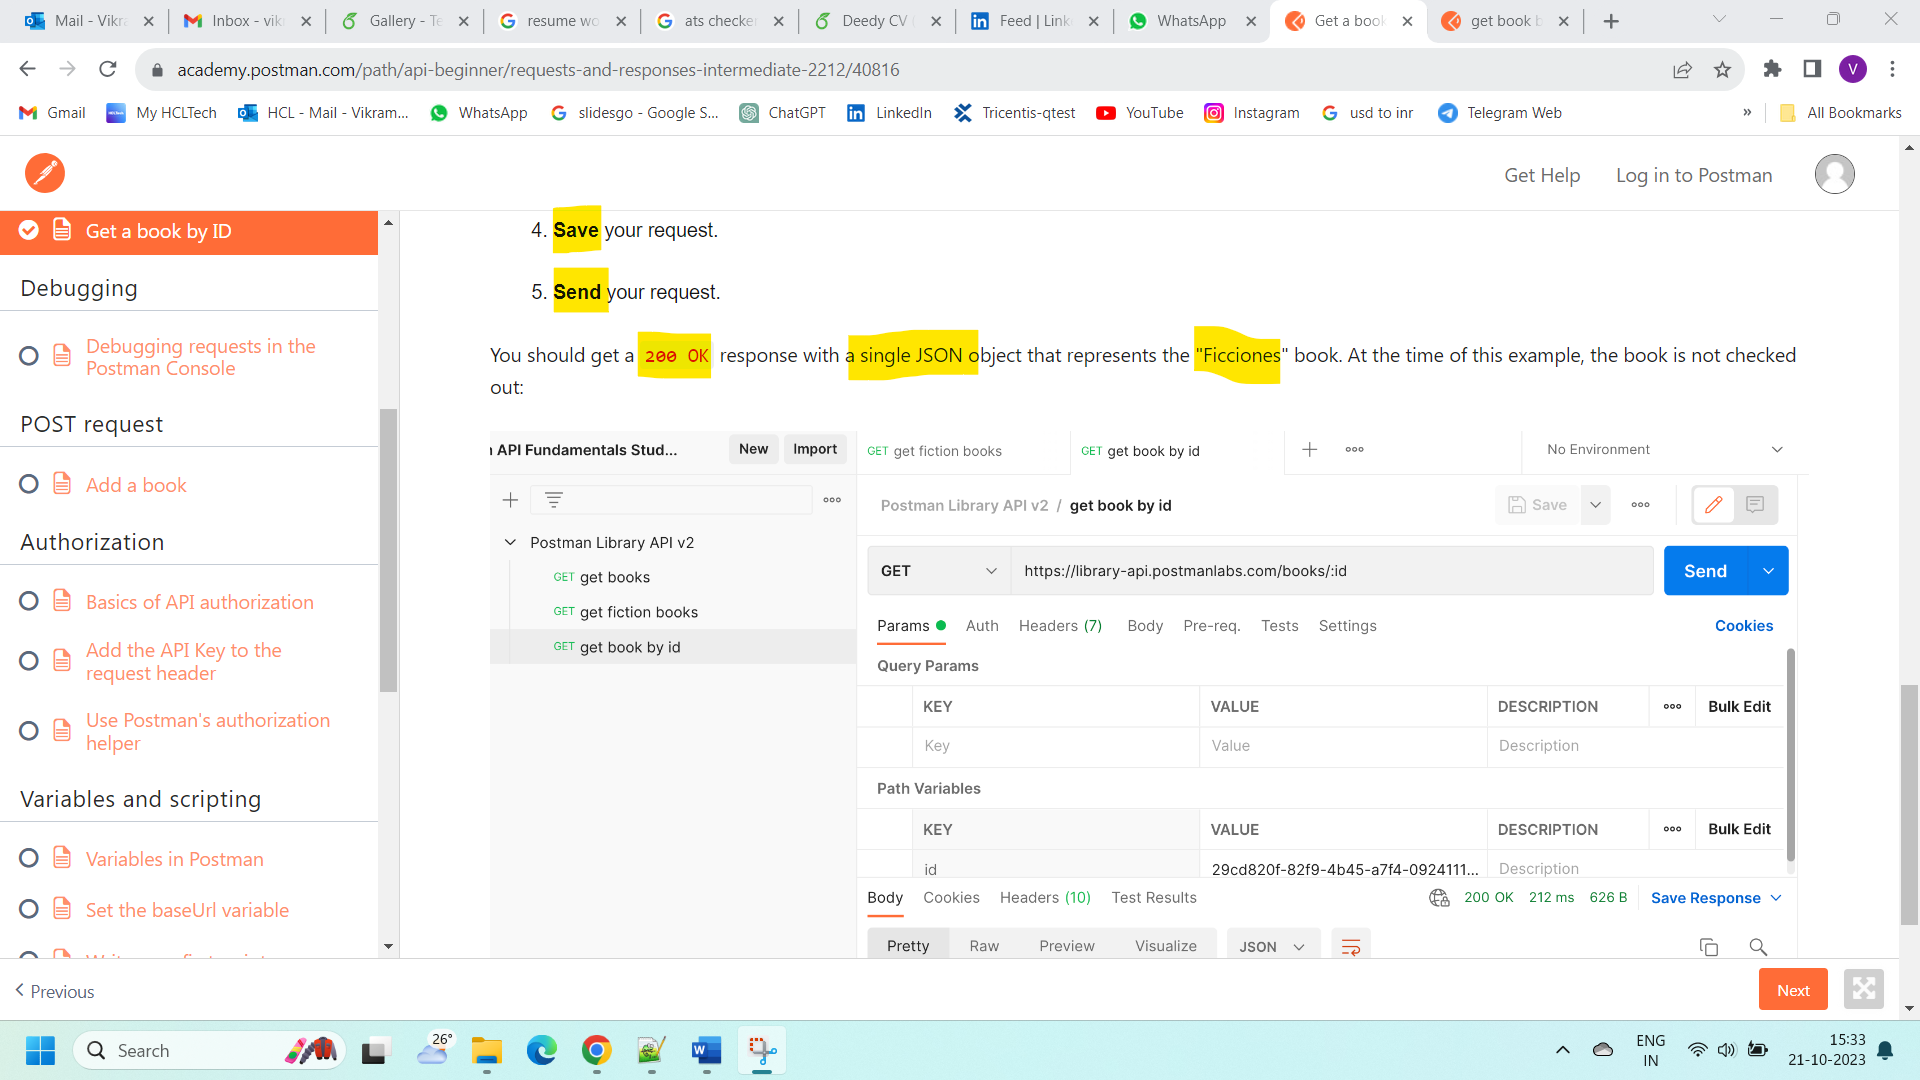 Mail - Vikra
Inbox - vik
Gallery - Te
resume wo
ats checke
Deedy CV
Feed | Link
WhatsApp
Get a book
get book b
academy.postman.com/path/api-beginner/requests-and-responses-intermediate-2212/40816
V
Gmail
My HCLTech
HCL - Mail - Vikram...
WhatsApp
slidesgo - Google S...
ChatGPT
LinkedIn
Tricentis-qtest
YouTube
Instagram
usd to inr
Telegram Web
»
All Bookmarks
Get Help
Log in to Postman
Get a book by ID
Debugging
Debugging requests in the
Postman Console
POST request
Add a book
Authorization
Basics of API authorization
Add the API Key to the
request header
Use Postman's authorization
helper
Variables and scripting
Variables in Postman
Set the baseUrl variable
4. Save your request.
5. Send your request.
You should get a 200 OK response with a single JSON object that represents the "Ficciones" book. At the time of this example, the book is not checked
out:
API Fundamentals Stud...
New
Import
GET get fiction books
GET get book by id
No Environment
Postman Library API v2 / get book by id
Save
Postman Library API v2
GET get books
GET get fiction books
GET get book by id
GET
https://library-api.postmanlabs.com/books/:id
Send
Params
Auth
Headers (7)
Body
Pre-req.
Tests
Settings
Cookies
Query Params
KEY
VALUE
DESCRIPTION
Bulk Edit
Key
Value
Description
Path Variables
KEY
VALUE
DESCRIPTION
Bulk Edit
id
29cd820f-82f9-4b45-a7f4-0924111...
Description
Body
Cookies
Headers (10)
Test Results
200 OK
212 ms
626 B
Save Response
Pretty
Raw
Preview
Visualize
JSON
Previous
Next
Search
26°
ENG
IN
15:33
21-10-2023